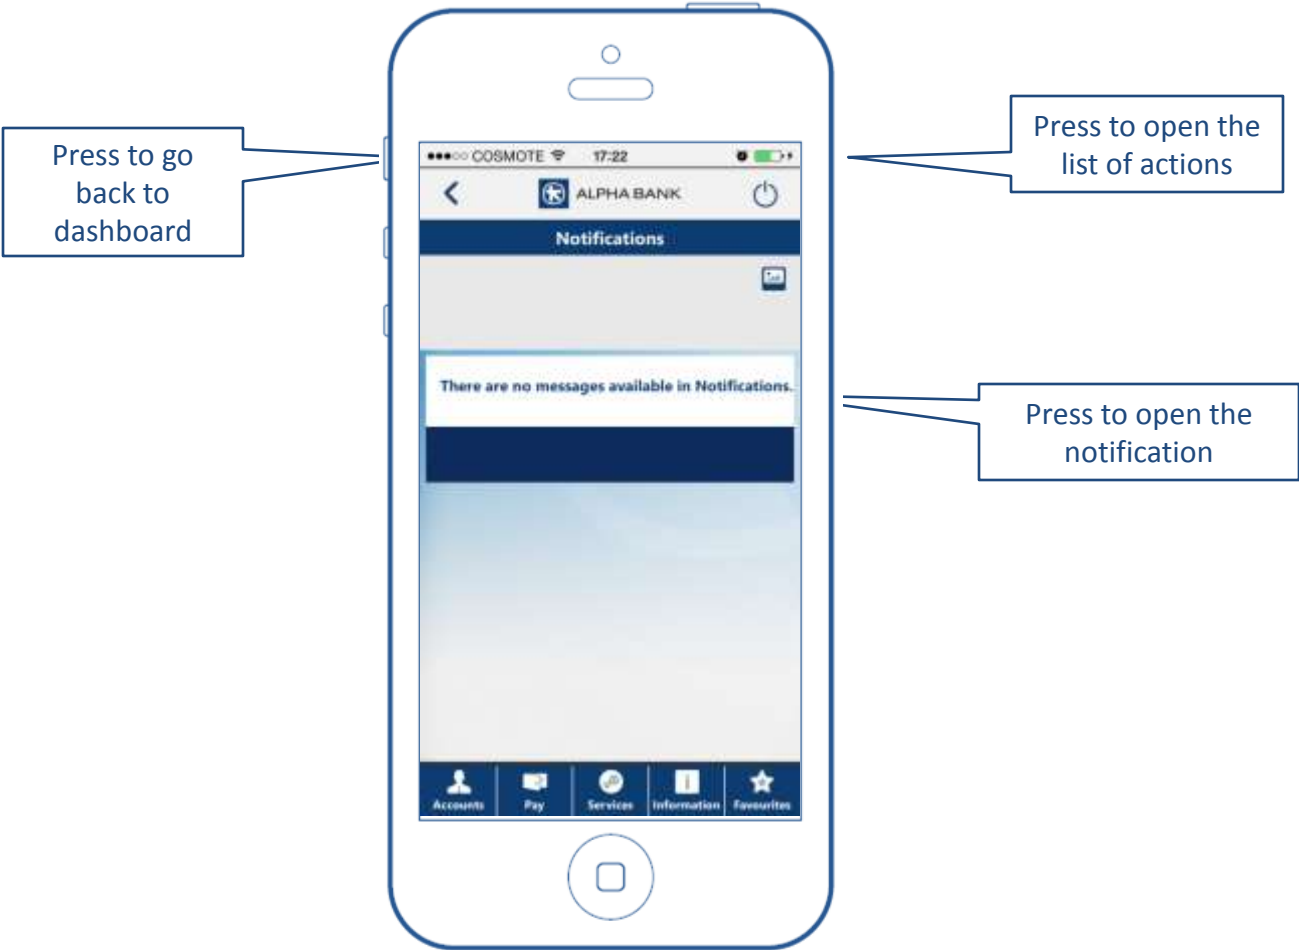 Press to go
back to
dashboard
Press to open the
list of actions
COSMOTE 17:22
ALPHA BANK
Notifications
There are no messages available in Notifications.
Press to open the
notification
Accounts Pay Services Information Favourites